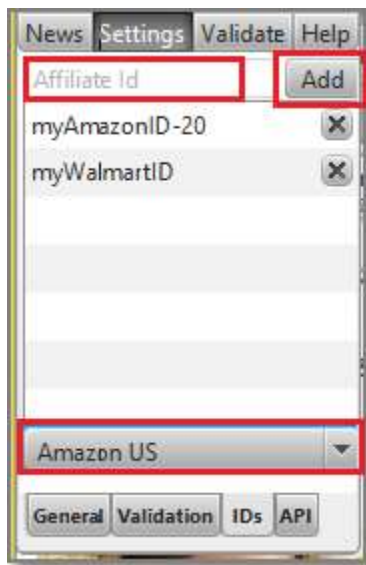 News Settings Validate Help
Affiliate Id Add
myAmazonID-20
myWalmartID
Amazon US
General Validation IDs API